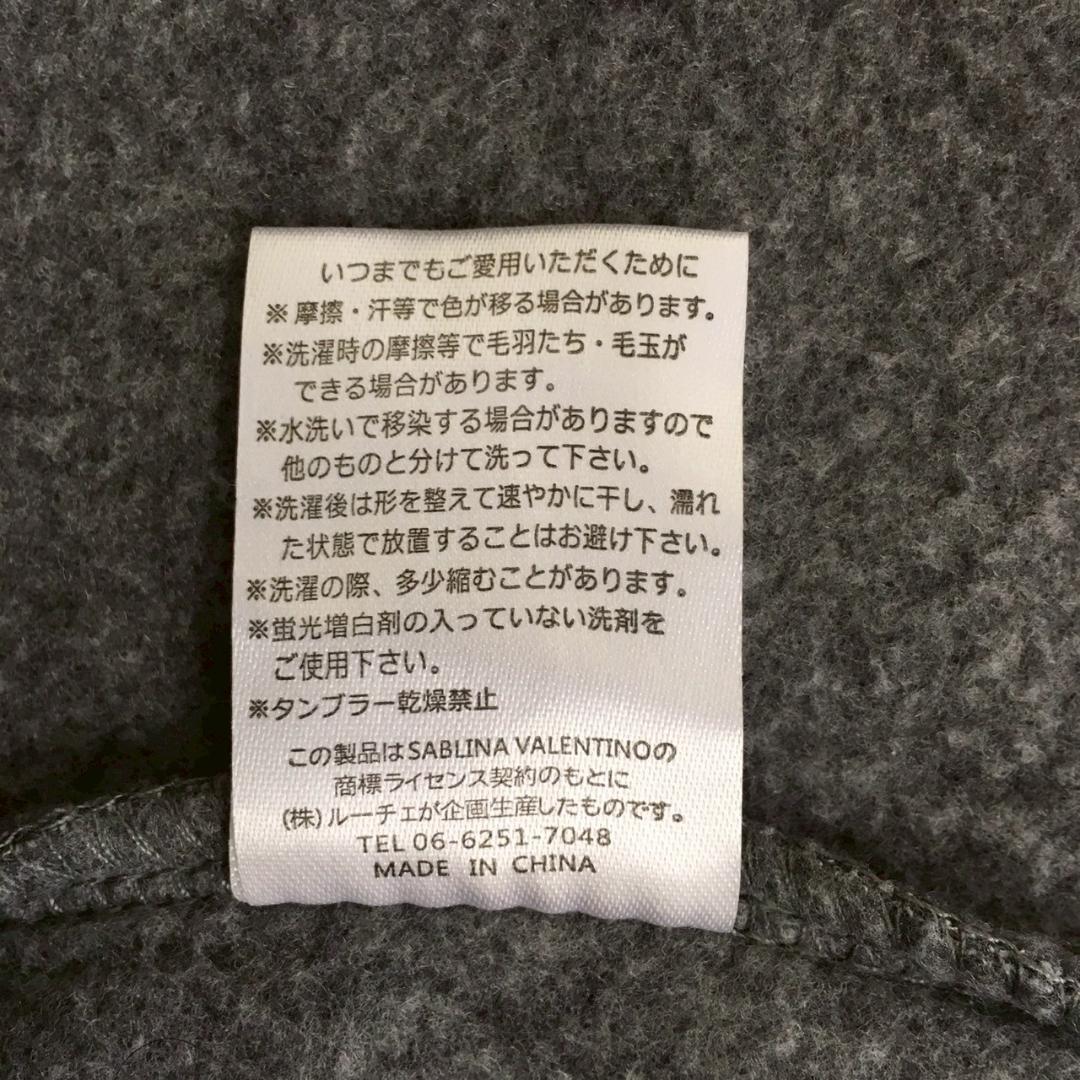 いつまでもご愛用いただくために
※摩擦・汗等で色が移る場合があります。
※洗濯時の摩擦等で毛羽たち・毛玉が
できる場合があります。
※水洗いで移染する場合がありますので
他のものと分けて洗って下さい。
※洗濯後は形を整えて速やかに干し、濡れ
た状態で放置することはお避け下さい。
※洗濯の際、多少縮むことがあります。
※蛍光増白剤の入っていない洗剤を
ご使用下さい。
※タンブラー乾燥禁止
この製品はSABLINA VALENTINOの
商標ライセンス契約のもとに
(株)ルーチェが企画生産したものです。
TEL 06-6251-7048
MADE IN CHINA